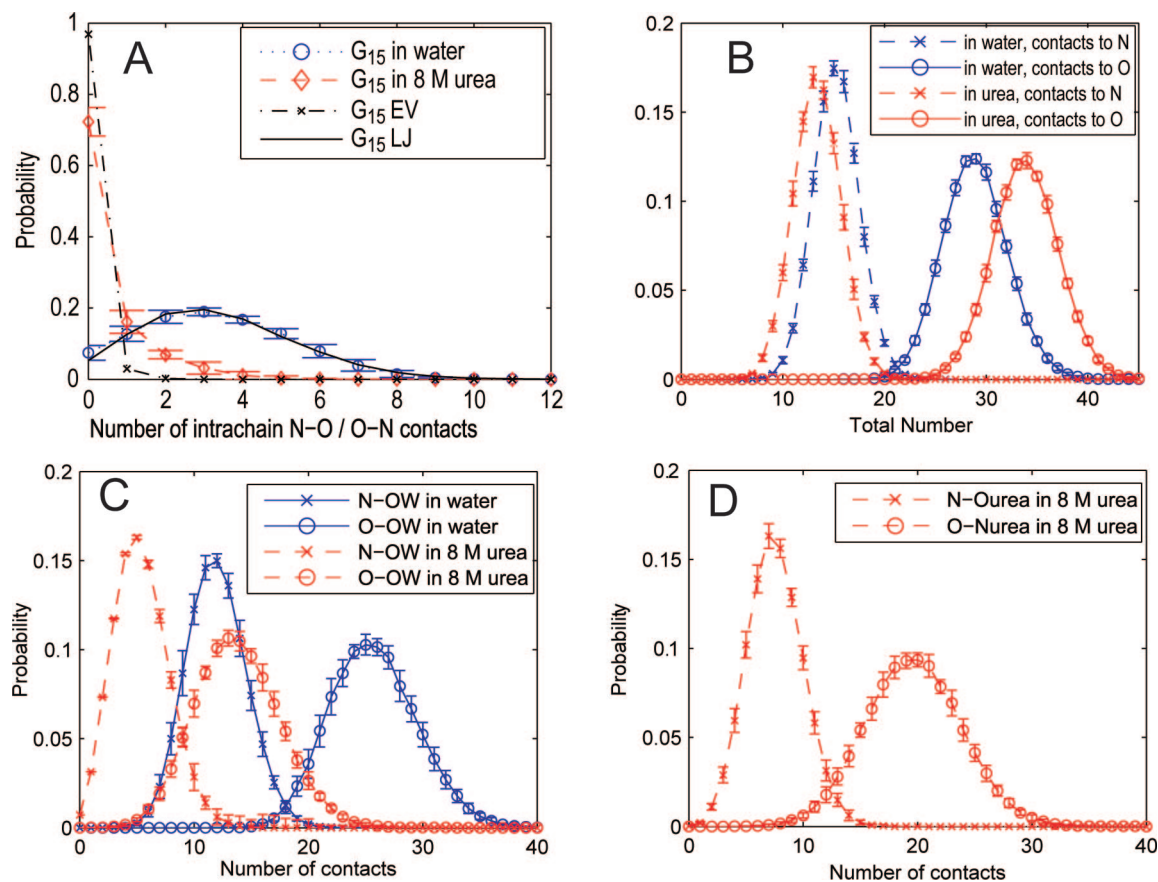 A
G15 in water
G15 in 8 M urea
G15 EV
G15 LJ
1
0.8
0.6
0.4
0.2
0
Probability
0 2 4 6 8 10 12
Number of intrachain N−O / O−N contacts
B
in water, contacts to N
in water, contacts to O
in urea, contacts to N
in urea, contacts to O
0.2
0.15
0.1
0.05
0
0 10 20 30 40
Total Number
C
N−OW in water
O−OW in water
N−OW in 8 M urea
O−OW in 8 M urea
0.2
0.15
0.1
0.05
0
Probability
0 10 20 30 40
Number of contacts
D
N−Ourea in 8 M urea
O−Nurea in 8 M urea
0.2
0.15
0.1
0.05
0
Probability
0 10 20 30 40
Number of contacts